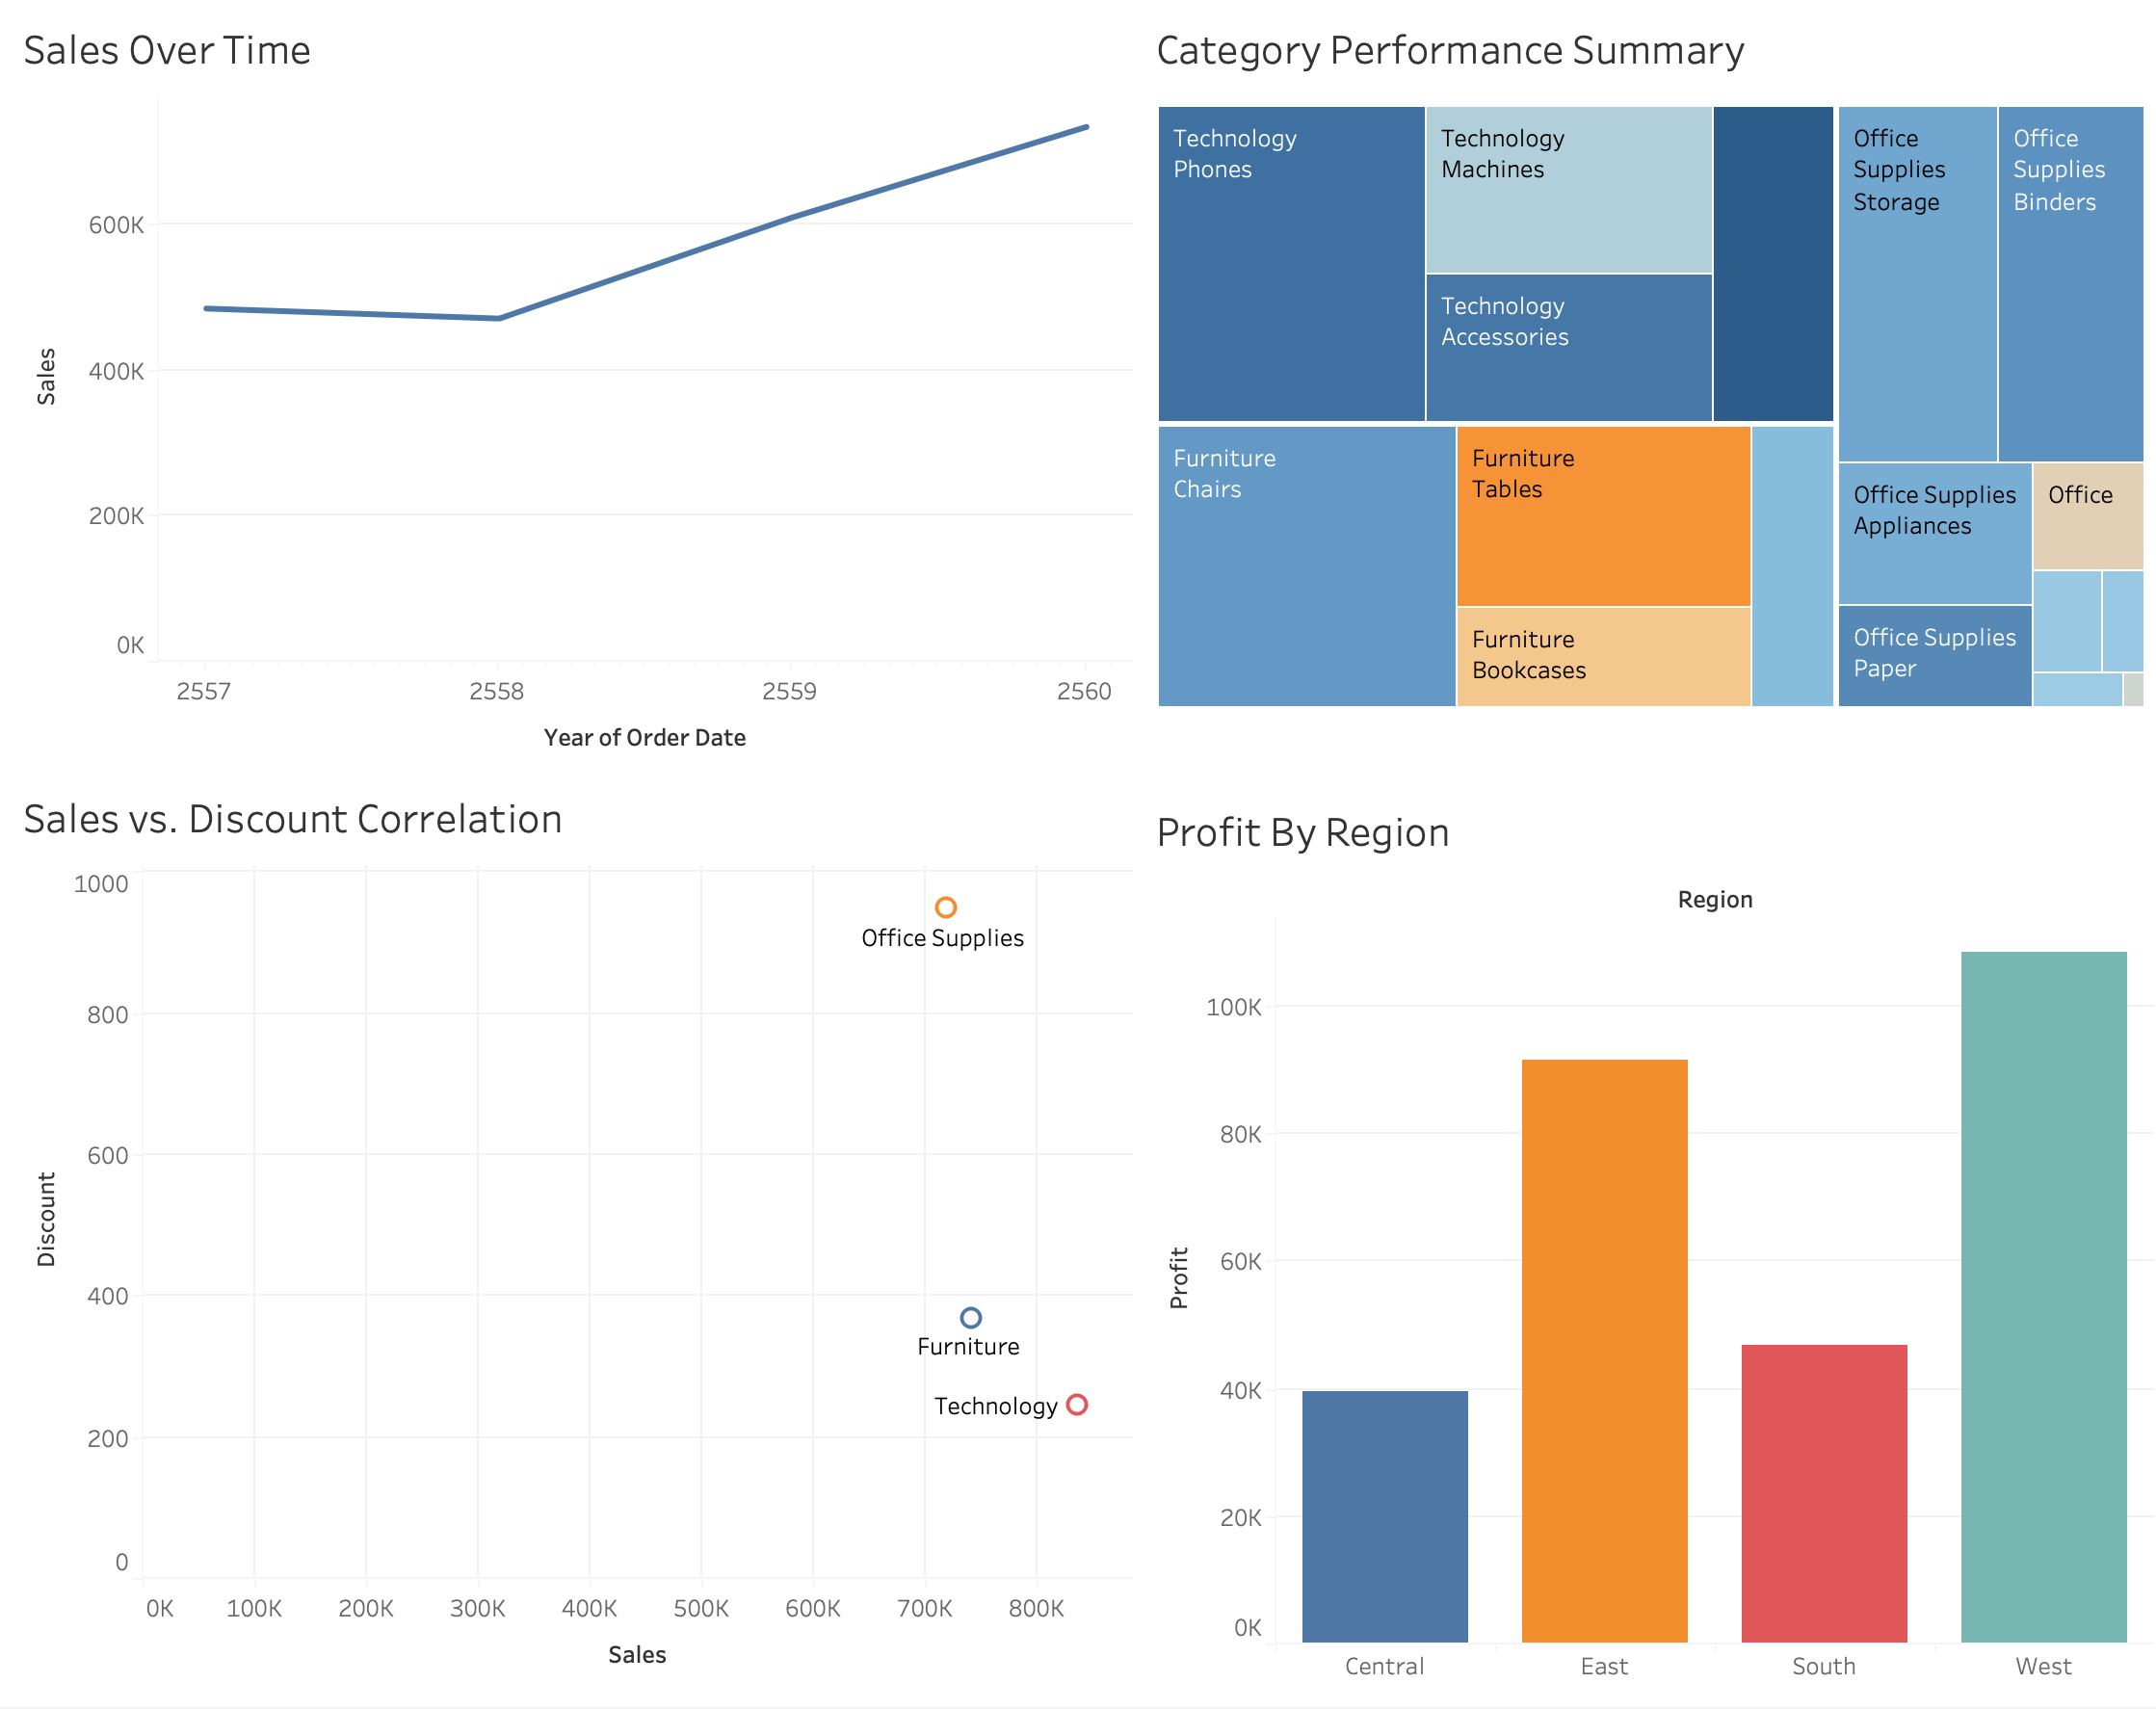 Sales Over Time
600K
400K
200K
0K
Sales
2557 2558 2559 2560
Year of Order Date
Category Performance Summary
Technology
Phones
Technology
Machines
Technology
Accessories
Office
Supplies
Storage
Office
Supplies
Binders
Furniture
Chairs
Furniture
Tables
Furniture
Bookcases
Office Supplies
Appliances
Office
Office Supplies
Paper
Sales vs. Discount Correlation
1000
800
600
400
200
0
Discount
Office Supplies
Furniture
Technology
0K 100K 200K 300K 400K 500K 600K 700K 800K
Sales
Profit By Region
Region
100K
80K
60K
40K
20K
0K
Profit
Central East South West